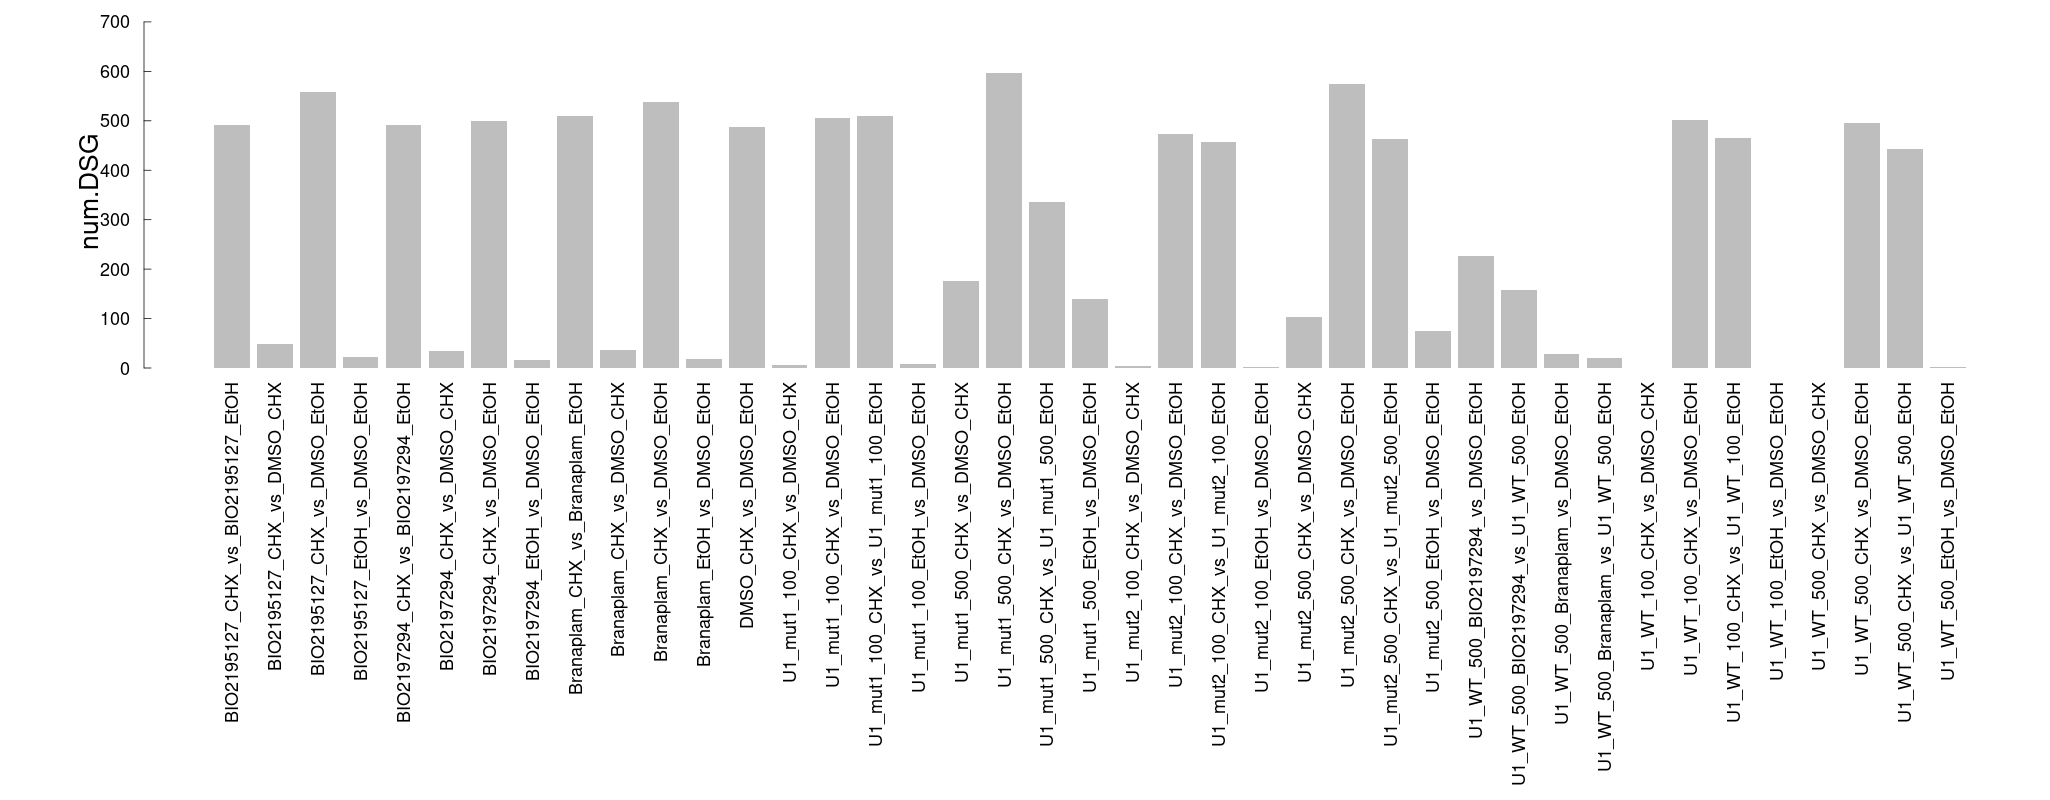 700
600
500
400
300
200
100
0
num.DSG
BIO2195127_CHX_vs_BIO2195127_EtOH
BIO2195127_CHX_vs_DMSO_CHX
BIO2195127_CHX_vs_DMSO_EtOH
BIO2195127_EtOH_vs_DMSO_EtOH
BIO2197294_CHX_vs_BIO2197294_EtOH
BIO2197294_CHX_vs_DMSO_CHX
BIO2197294_CHX_vs_DMSO_EtOH
BIO2197294_EtOH_vs_DMSO_EtOH
Branaplam_CHX_vs_Branaplam_EtOH
Branaplam_CHX_vs_DMSO_CHX
Branaplam_CHX_vs_DMSO_EtOH
Branaplam_EtOH_vs_DMSO_EtOH
DMSO_CHX_vs_DMSO_EtOH
U1_mut1_100_CHX_vs_DMSO_CHX
U1_mut1_100_CHX_vs_DMSO_EtOH
U1_mut1_100_CHX_vs_U1_mut1_100_EtOH
U1_mut1_100_EtOH_vs_DMSO_EtOH
U1_mut1_500_CHX_vs_DMSO_CHX
U1_mut1_500_CHX_vs_DMSO_EtOH
U1_mut1_500_CHX_vs_U1_mut1_500_EtOH
U1_mut1_500_EtOH_vs_DMSO_EtOH
U1_mut2_100_CHX_vs_DMSO_CHX
U1_mut2_100_CHX_vs_DMSO_EtOH
U1_mut2_100_CHX_vs_U1_mut2_100_EtOH
U1_mut2_100_EtOH_vs_DMSO_EtOH
U1_mut2_500_CHX_vs_DMSO_CHX
U1_mut2_500_CHX_vs_DMSO_EtOH
U1_mut2_500_CHX_vs_U1_mut2_500_EtOH
U1_mut2_500_EtOH_vs_DMSO_EtOH
U1_WT_500_BIO2197294_vs_DMSO_EtOH
U1_WT_500_BIO2197294_vs_U1_WT_500_EtOH
U1_WT_500_Branaplam_vs_DMSO_EtOH
U1_WT_500_Branaplam_vs_U1_WT_500_EtOH
U1_WT_100_CHX_vs_DMSO_CHX
U1_WT_100_CHX_vs_DMSO_EtOH
U1_WT_100_CHX_vs_U1_WT_100_EtOH
U1_WT_100_EtOH_vs_DMSO_EtOH
U1_WT_500_CHX_vs_DMSO_CHX
U1_WT_500_CHX_vs_DMSO_EtOH
U1_WT_500_CHX_vs_U1_WT_500_EtOH
U1_WT_500_EtOH_vs_DMSO_EtOH